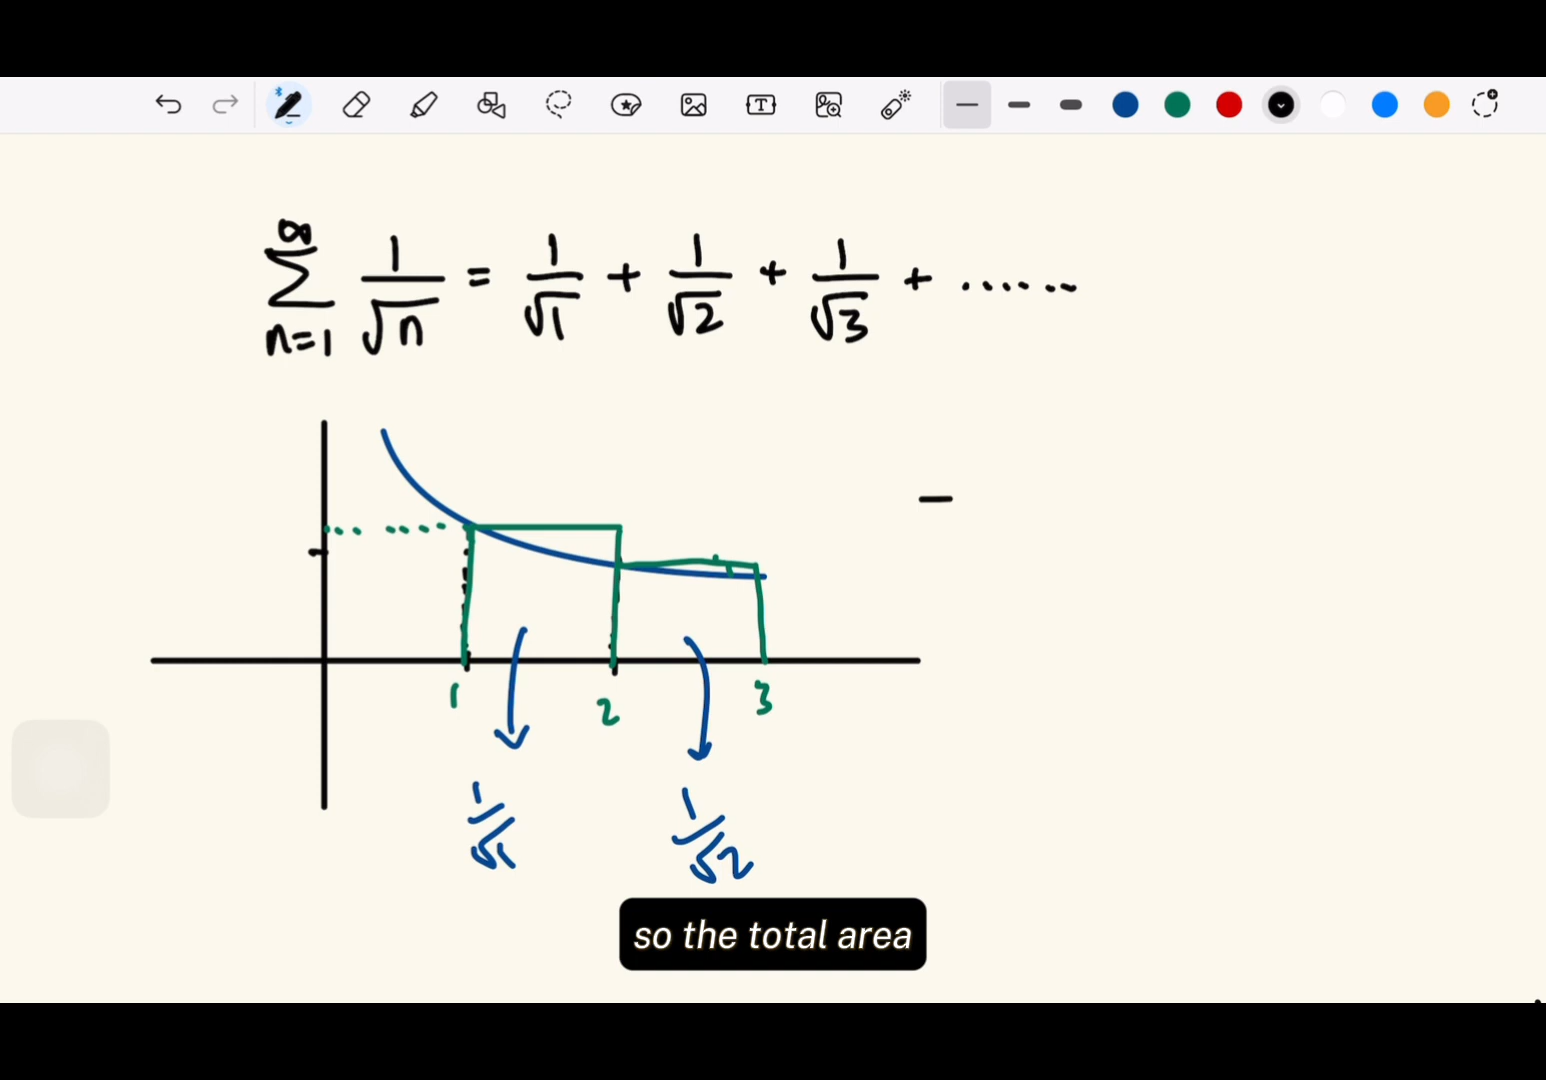 ∞
∑ 1/√n = 1/√1 + 1/√2 + 1/√3 + ......
n=1
1 2 3
1/√1 1/√2
so the total area